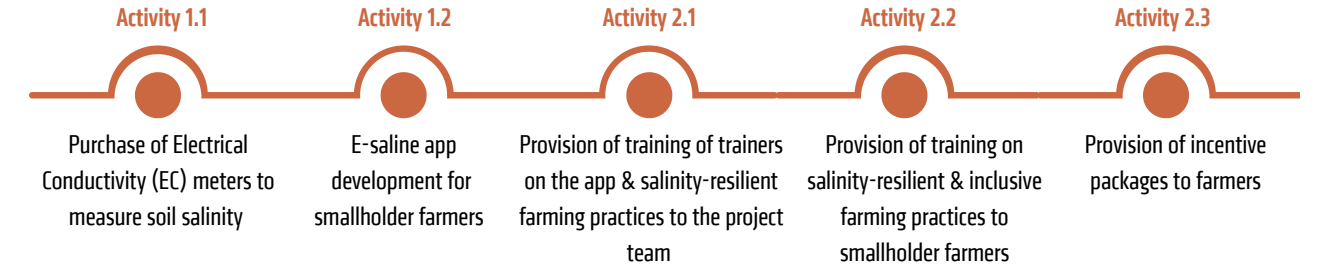 Activity 1.1
Purchase of Electrical
Conductivity (EC) meters to
measure soil salinity
Activity 1.2
E-saline app
development for
smallholder farmers
Activity 2.1
Provision of training of trainers
on the app & salinity-resilient
farming practices to the project
team
Activity 2.2
Provision of training on
salinity-resilient & inclusive
farming practices to
smallholder farmers
Activity 2.3
Provision of incentive
packages to farmers